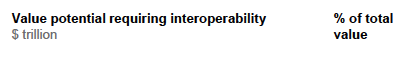 Value potential requiring interoperability
$ trillion
% of total
value